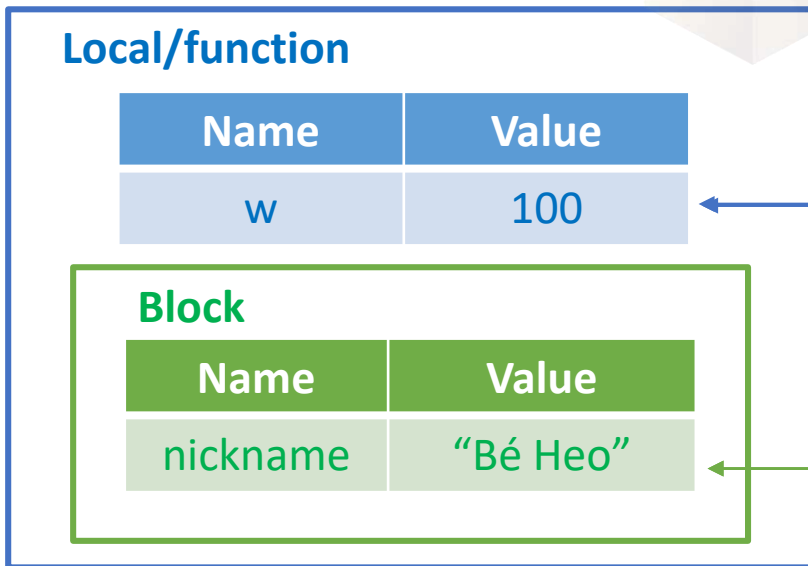 Local/function
Name Value
w 100
Block
Name Value
nickname “Bé Heo”